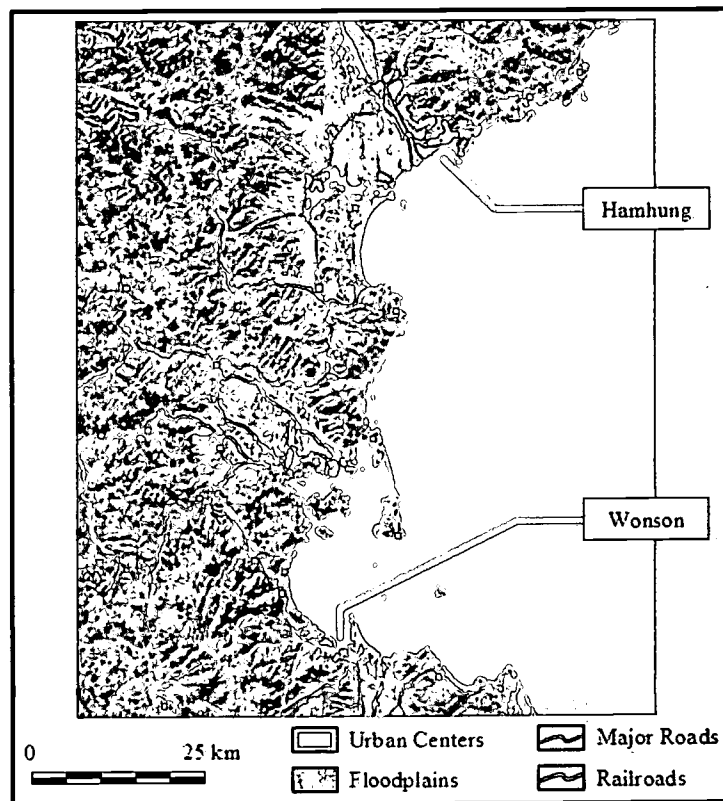 Hamhung
Wonson
0 25 km
Urban Centers
Major Roads
Floodplains
Railroads